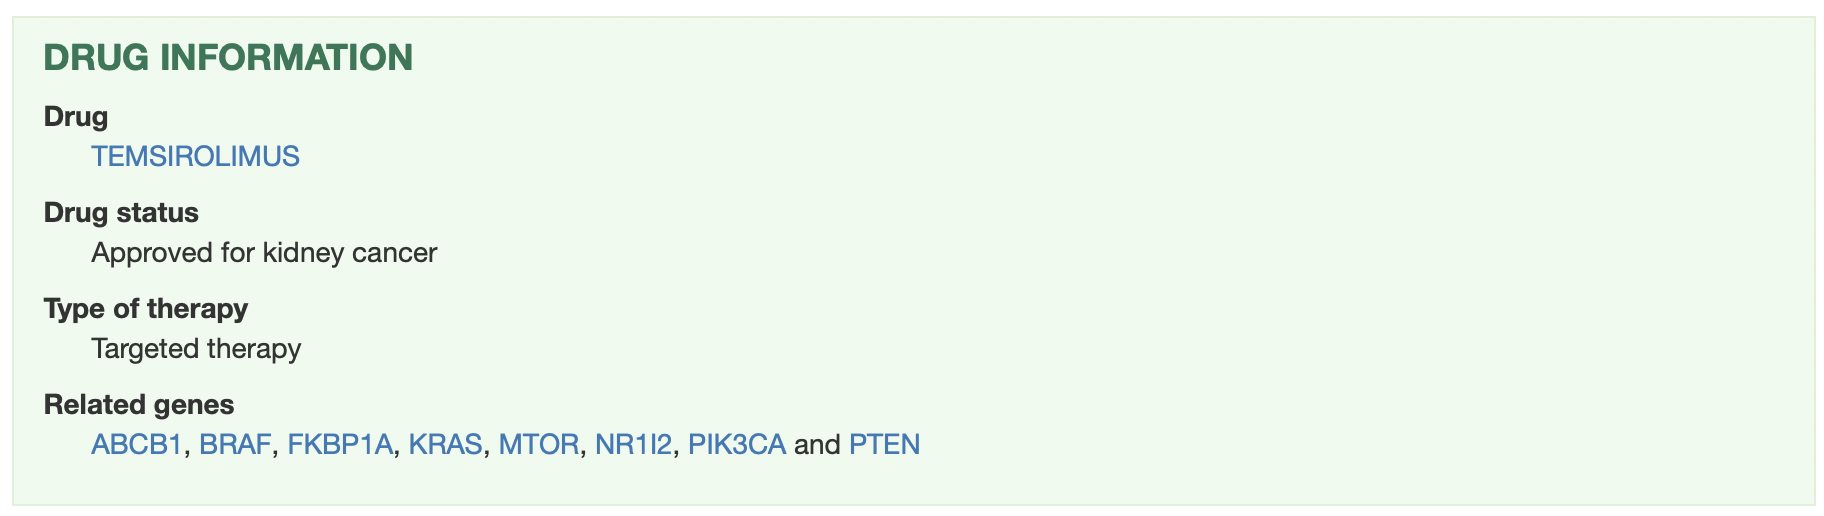 DRUG INFORMATION
Drug
TEMSIROLIMUS
Drug status
Approved for kidney cancer
Type of therapy
Targeted therapy
Related genes
ABCB1, BRAF, FKBP1A, KRAS, MTOR, NR1I2, PIK3CA and PTEN